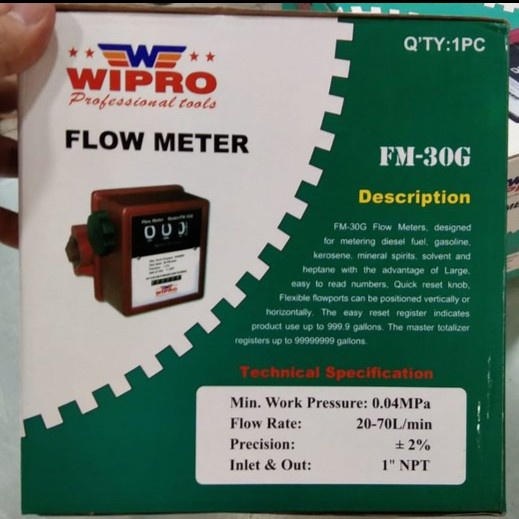 Q'TY:1PC
WIPRO
Professional tools
FLOW METER
FM-30G
Description
FM-30G Flow Meters, designed
for metering diesel fuel, gasoline,
kerosene, mineral spirits, solvent and
heptane with the advantage of Large,
easy to read numbers, Quick reset knob,
Flexible flowports can be positioned vertically or
horizontally. The easy reset register indicates
product use up to 999.9 gallons. The master totalizer
registers up to 99999999 gallons.
Technical Specification
Min. Work Pressure: 0.04MPa
Flow Rate: 20-70L/min
Precision: ± 2%
Inlet & Out: 1" NPT
Flow Meter
000
WIPRO